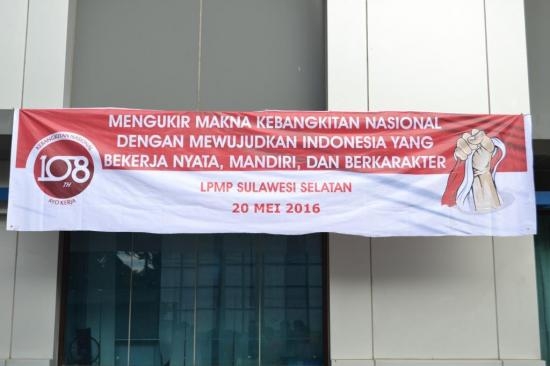 KEBANGKITAN NASIONAL
108
TH
AYO KERJA
MENGUKIR MAKNA KEBANGKITAN NASIONAL
DENGAN MEWUJUDKAN INDONESIA YANG
BEKERJA NYATA, MANDIRI, DAN BERKARAKTER
LPMP SULAWESI SELATAN
20 MEI 2016